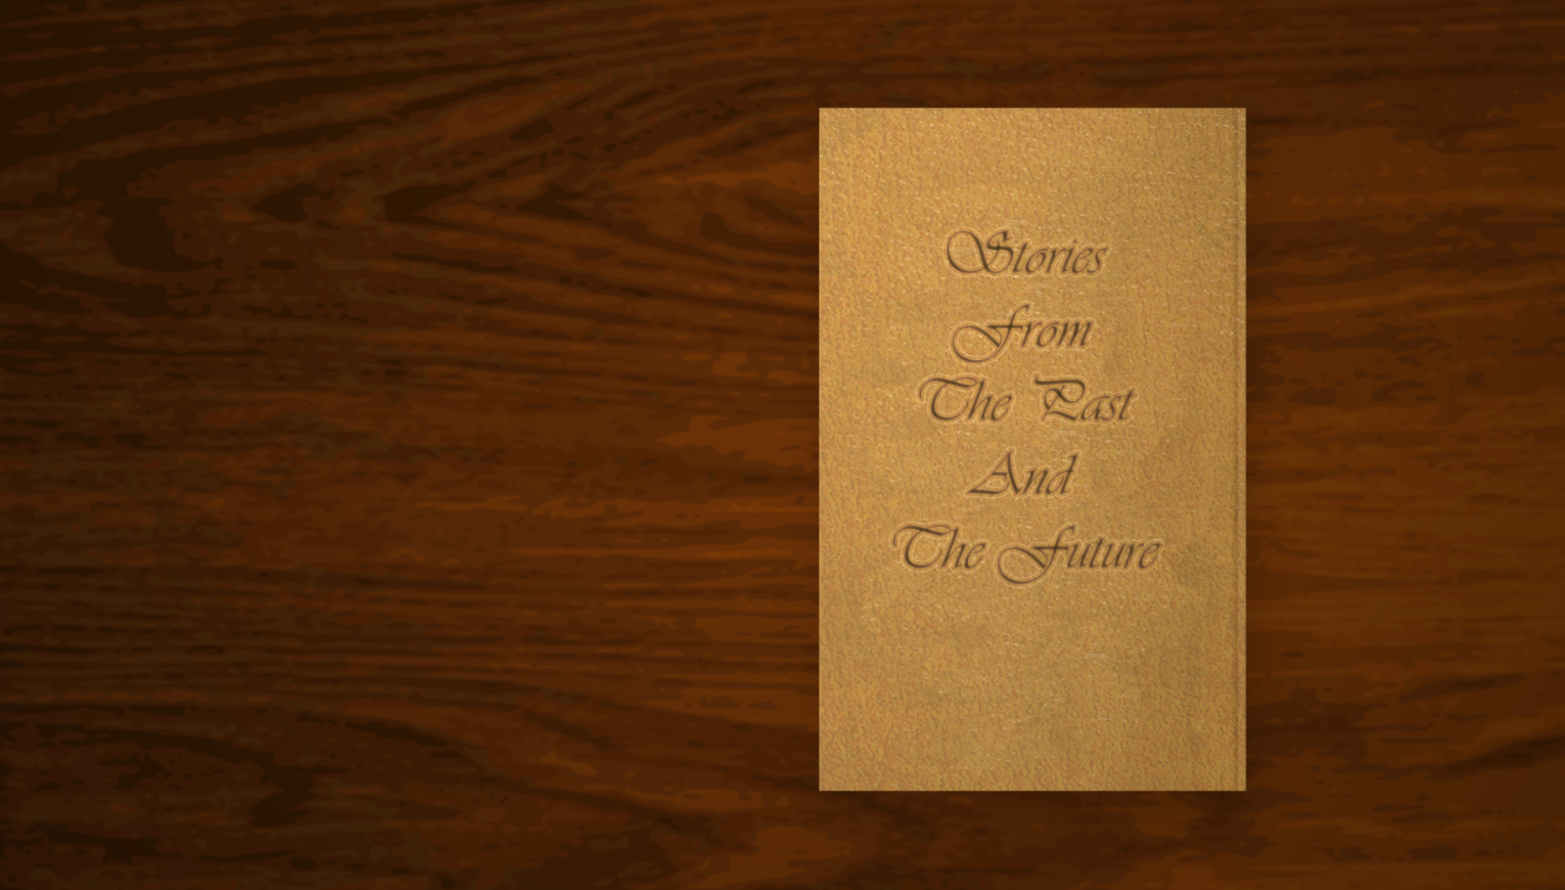 Stories
From
The Past
And
The Future